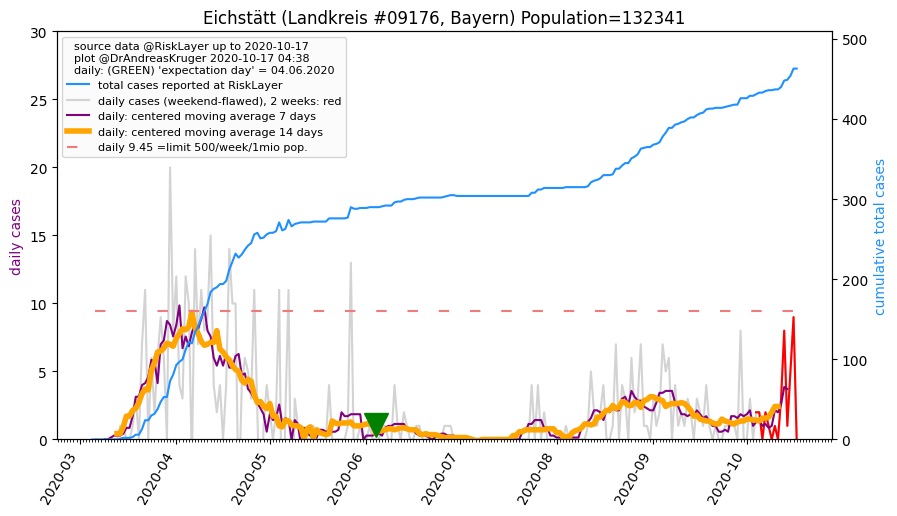 Eichstätt (Landkreis #09176, Bayern) Population=132341
source data @RiskLayer up to 2020-10-17
plot @DrAndreasKruger 2020-10-17 04:38
daily: (GREEN) 'expectation day' = 04.06.2020
total cases reported at RiskLayer
daily cases (weekend-flawed), 2 weeks: red
daily: centered moving average 7 days
daily: centered moving average 14 days
daily 9.45 =limit 500/week/1mio pop.
daily cases
30
25
20
15
10
5
0
cumulative total cases
500
400
300
200
100
0
2020-03
2020-04
2020-05
2020-06
2020-07
2020-08
2020-09
2020-10